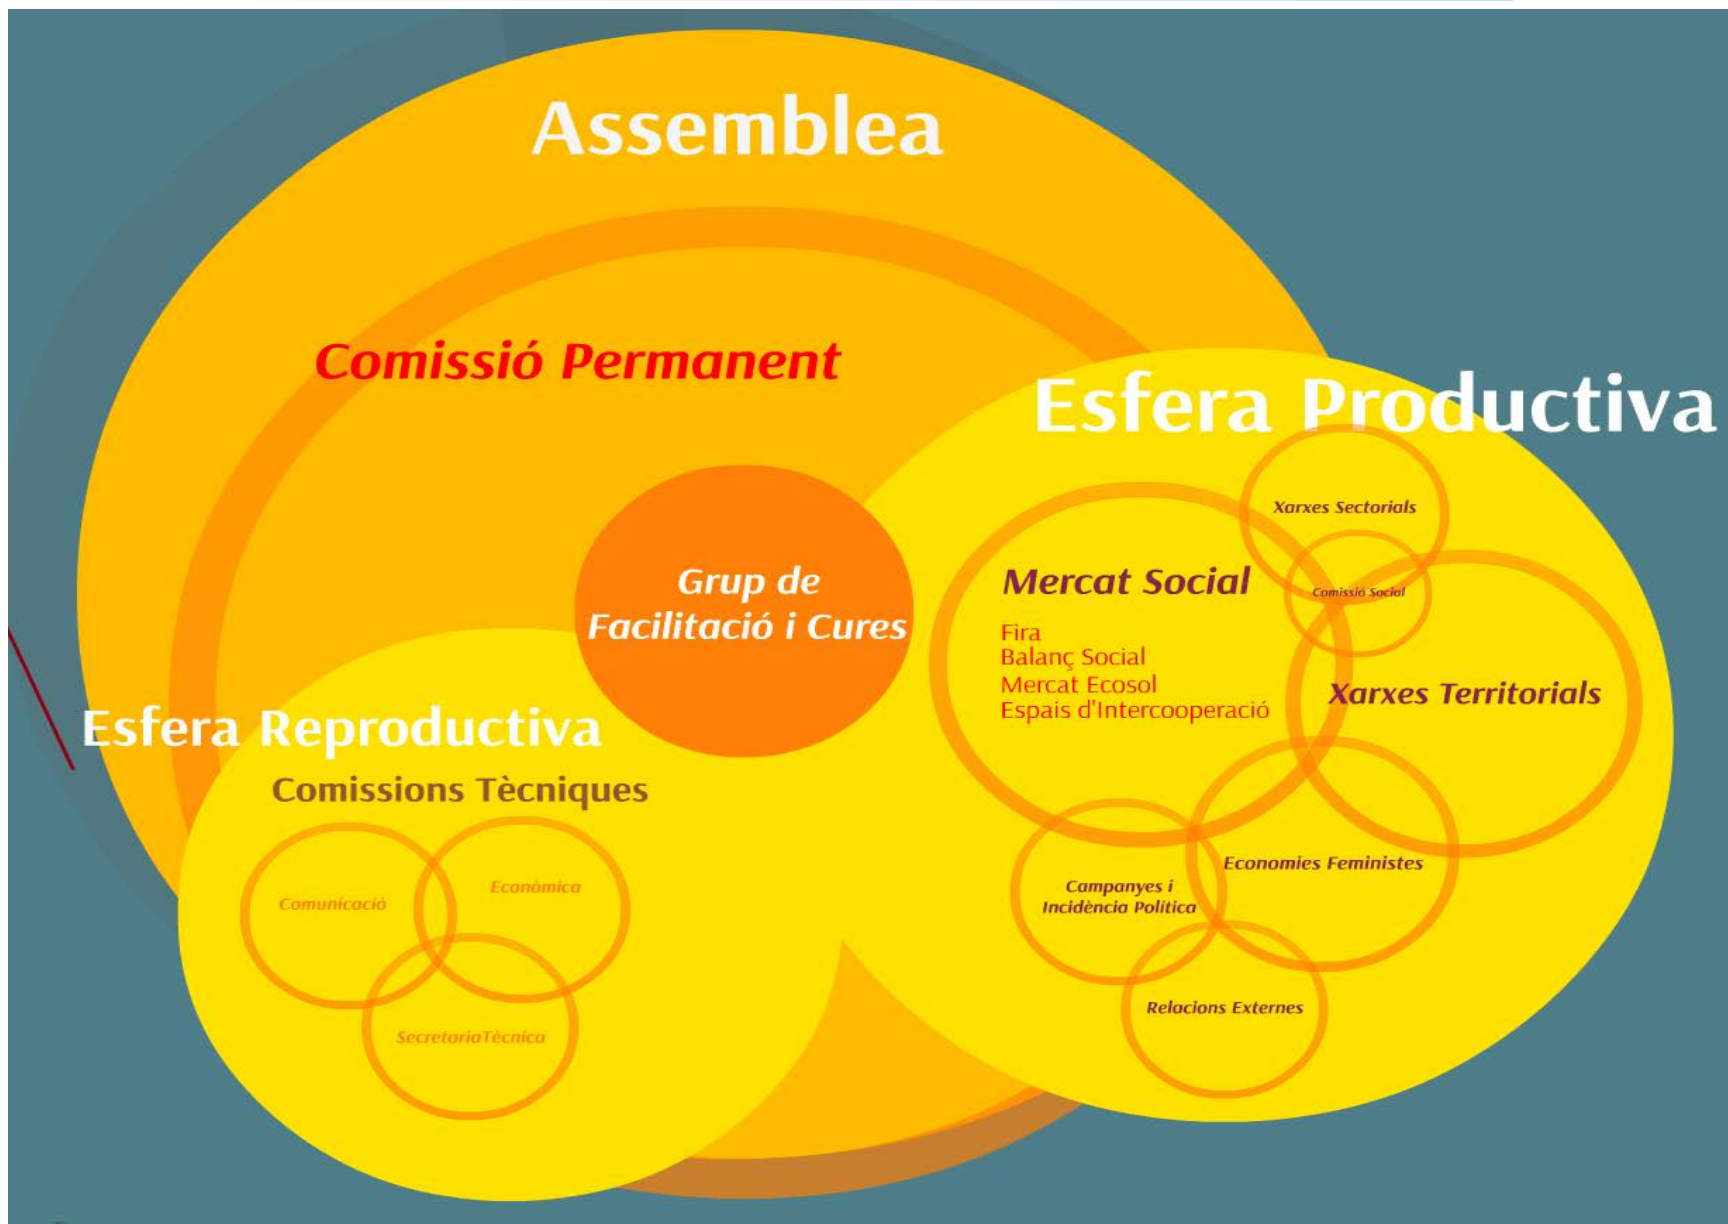 Assemblea
Comissió Permanent
Esfera Productiva
Xarxes Sectorials
Comissió Social
Grup de
Facilitació i Cures
Mercat Social
Fira
Balanç Social
Mercat Ecosol
Espais d'Intercooperació
Xarxes Territorials
Economies Feministes
Campanyes i
Incidència Política
Relacions Externes
Esfera Reproductiva
Comissions Tècniques
Comunicació
Econòmica
SecretariaTècnica